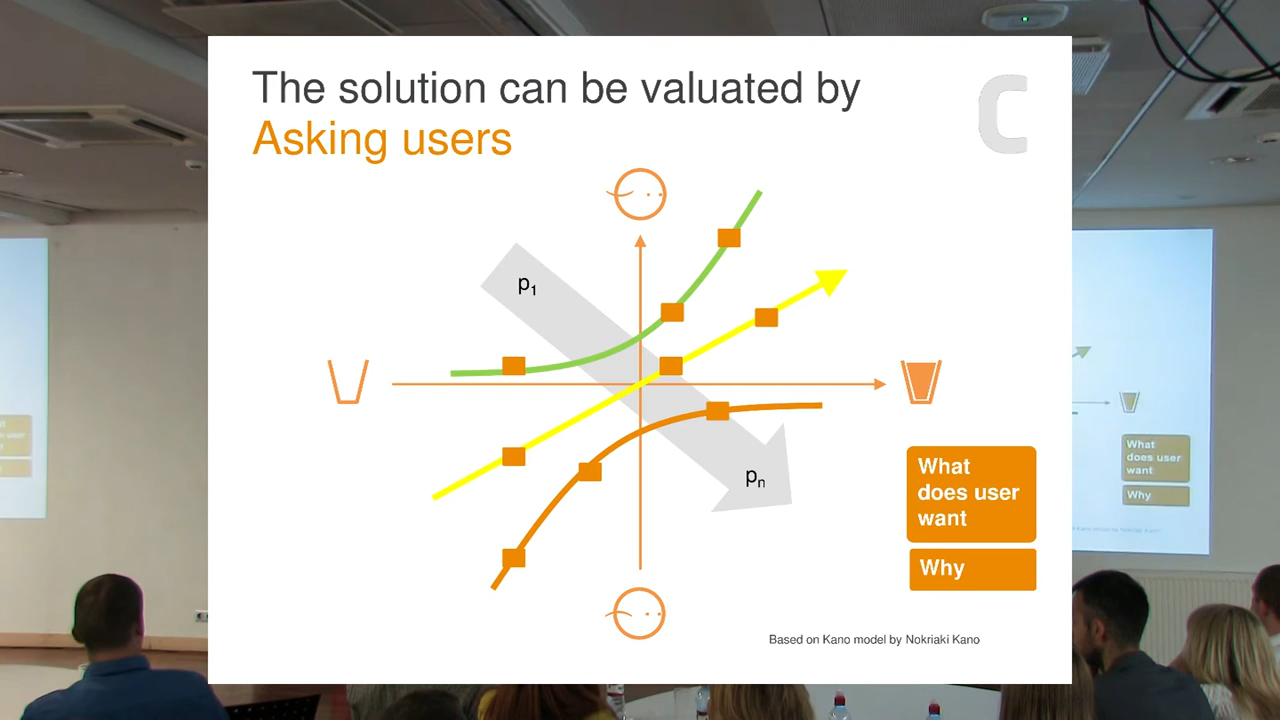 The solution can be valuated by
Asking users
C
p1
pn
What
does user
want
Why
Based on Kano model by Nokriaki Kano
What
does user
want
Why